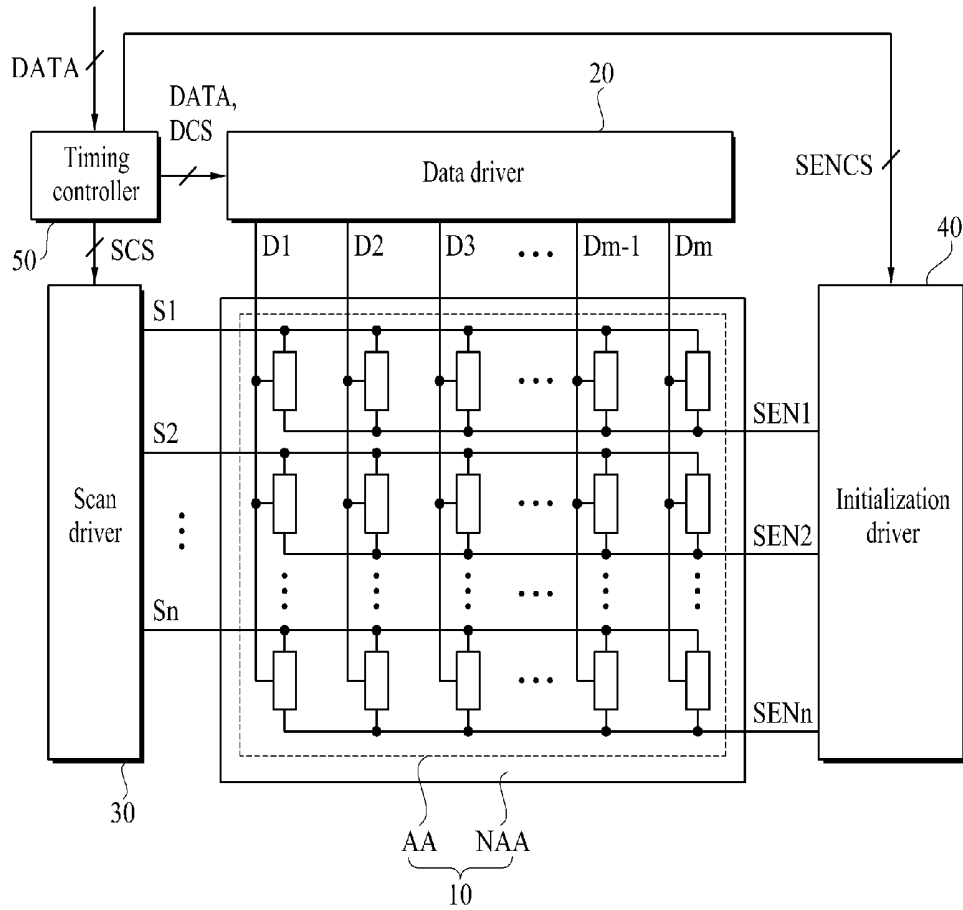 DATA
DATA,
DCS
20
Timing
controller
Data driver
SENCS
50
SCS
D1 D2 D3 ... Dm-1 Dm
40
S1
...
SEN1
S2
Scan
driver
...
...
SEN2
Initialization
driver
...
Sn
...
SENn
30
AA NAA
10